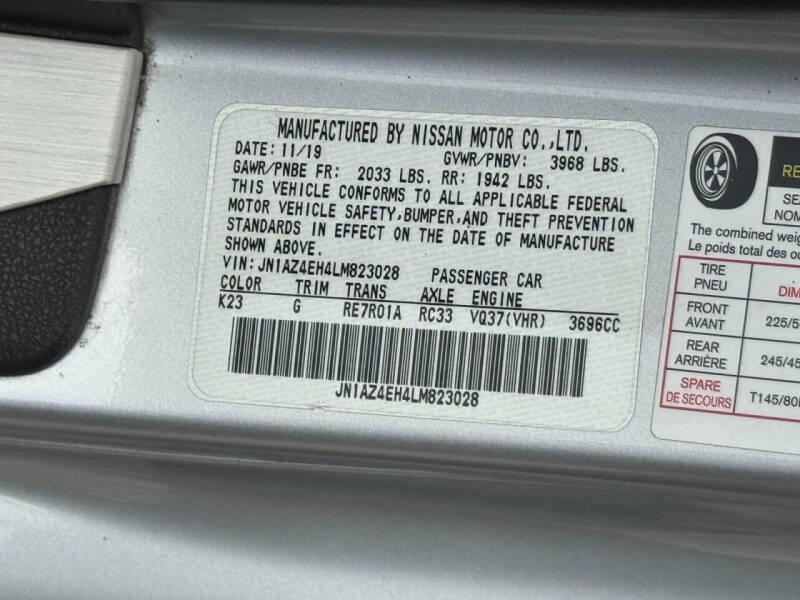 MANUFACTURED BY NISSAN MOTOR CO.,LTD.
DATE: 11/19 GVWR/PNBV: 3968 LBS.
GAWR/PNBE FR: 2033 LBS. RR: 1942 LBS.
THIS VEHICLE CONFORMS TO ALL APPLICABLE FEDERAL
MOTOR VEHICLE SAFETY,BUMPER,AND THEFT PREVENTION
STANDARDS IN EFFECT ON THE DATE OF MANUFACTURE
SHOWN ABOVE.
VIN: JN1AZ4EH4LM823028 PASSENGER CAR
COLOR TRIM TRANS AXLE ENGINE
K23 G RE7R01A RC33 VQ37(VHR) 3696CC
JN1AZ4EH4LM823028
The combined
Le poids total des
TIRE
PNEU
FRONT
AVANT
225/5
REAR
ARRIÈRE
245/45
SPARE
DE SECOURS
T145/80